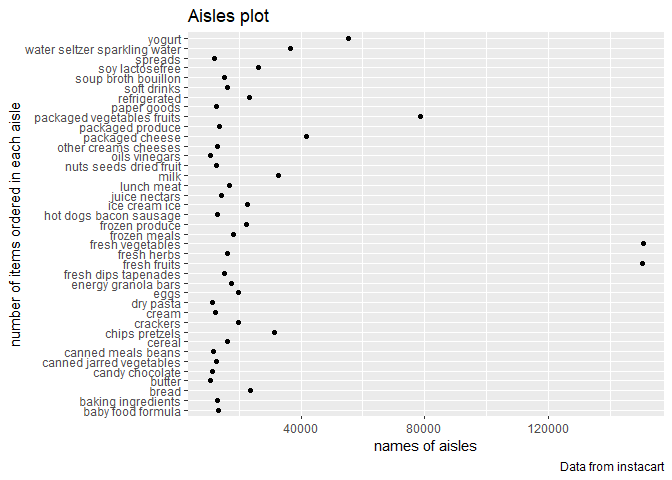 Aisles plot
number of items ordered in each aisle
yogurt
water seltzer sparkling water
spreads
soy lactosefree
soup broth bouillon
soft drinks
refrigerated
paper goods
packaged vegetables fruits
packaged produce
packaged cheese
other creams cheeses
oils vinegars
nuts seeds dried fruit
milk
lunch meat
juice nectars
ice cream ice
hot dogs bacon sausage
frozen produce
frozen meals
fresh vegetables
fresh herbs
fresh fruits
fresh dips tapenades
energy granola bars
eggs
dry pasta
cream
crackers
chips pretzels
cereal
canned meals beans
canned jarred vegetables
candy chocolate
butter
bread
baking ingredients
baby food formula
40000 80000 120000
names of aisles
Data from instacart